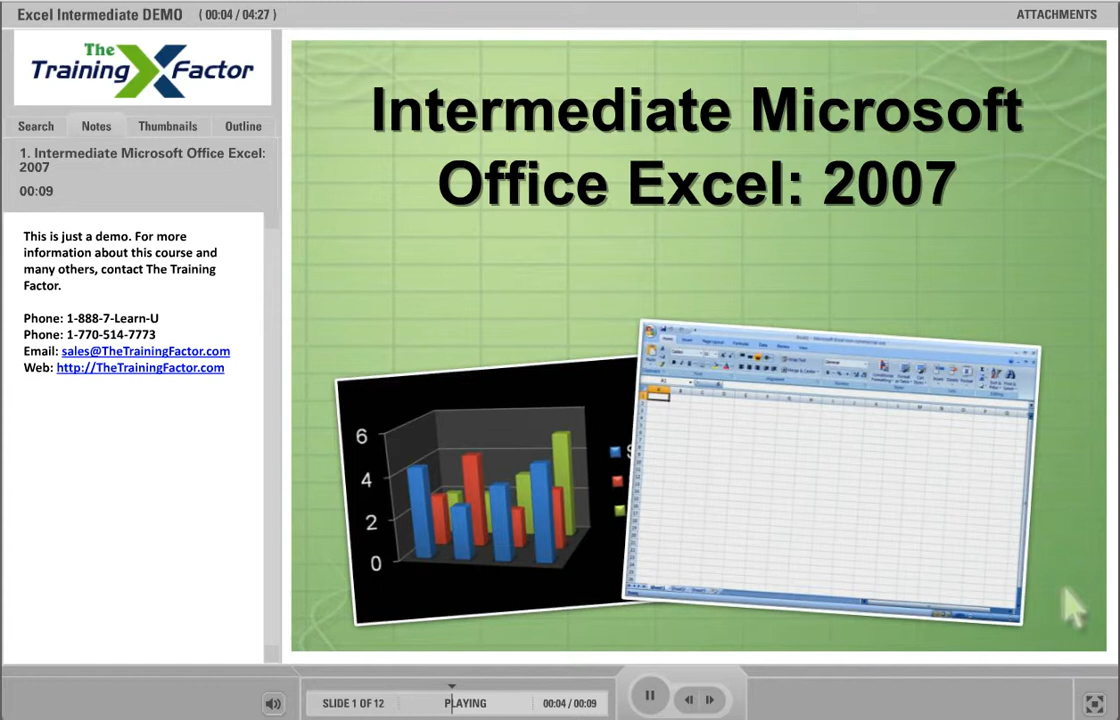 Excel Intermediate DEMO ( 00:04 / 04:27 )
ATTACHMENTS
The
Training Factor
Search Notes Thumbnails Outline
1. Intermediate Microsoft Office Excel:
2007
00:09
This is just a demo. For more
information about this course and
many others, contact The Training
Factor.
Phone: 1-888-7-Learn-U
Phone: 1-770-514-7773
Email: sales@TheTrainingFactor.com
Web: http://TheTrainingFactor.com
Intermediate Microsoft
Office Excel: 2007
6
4
2
0
SLIDE 1 OF 12 PLAYING 00:04 / 00:09